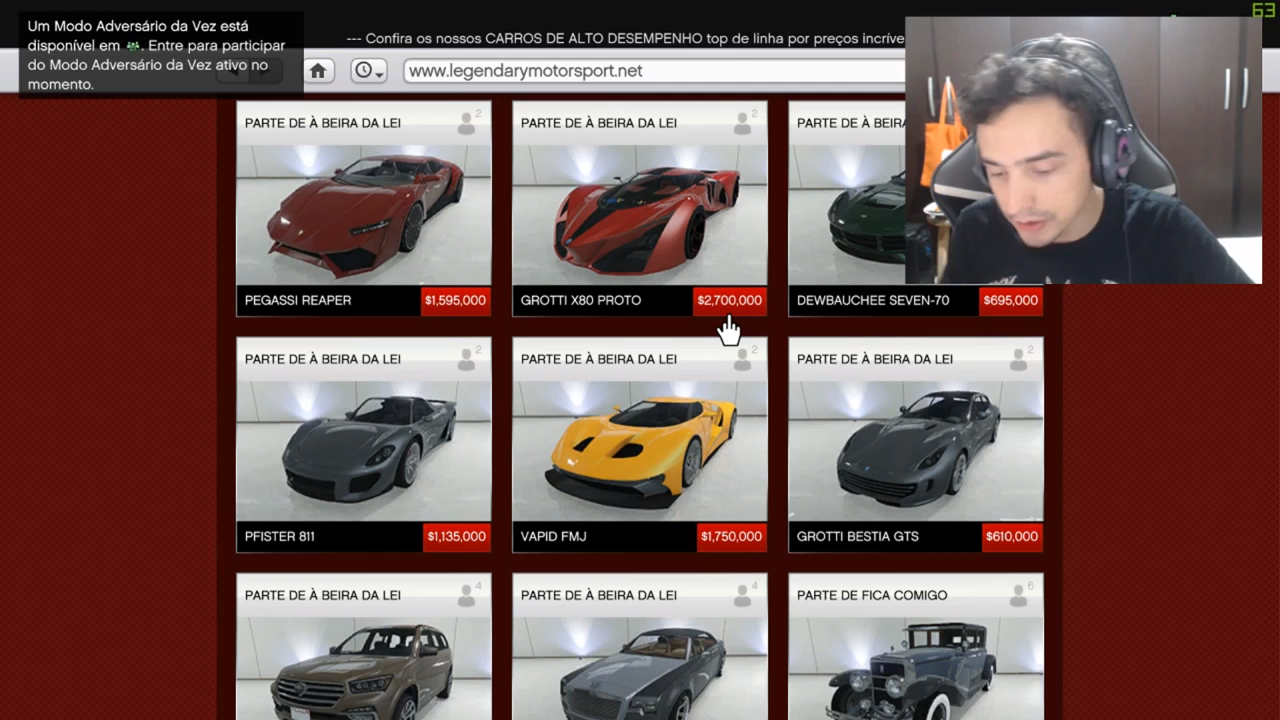 63
Um Modo Adversário da Vez está
disponível em . Entre para participar
do Modo Adversário da Vez ativo no
momento.
--- Confira os nossos CARROS DE ALTO DESEMPENHO top de linha por preços incríve
www.legendarymotorsport.net
PARTE DE À BEIRA DA LEI 2
PARTE DE À BEIRA DA LEI 2
PARTE DE À BEIRA
PEGASSI REAPER $1,595,000
GROTTI X80 PROTO $2,700,000
DEWBAUCHEE SEVEN-70 $695,000
PARTE DE À BEIRA DA LEI 2
PARTE DE À BEIRA DA LEI 2
PARTE DE À BEIRA DA LEI 2
PFISTER 811 $1,135,000
VAPID FMJ $1,750,000
GROTTI BESTIA GTS $610,000
PARTE DE À BEIRA DA LEI 4
PARTE DE À BEIRA DA LEI 4
PARTE DE FICA COMIGO 6